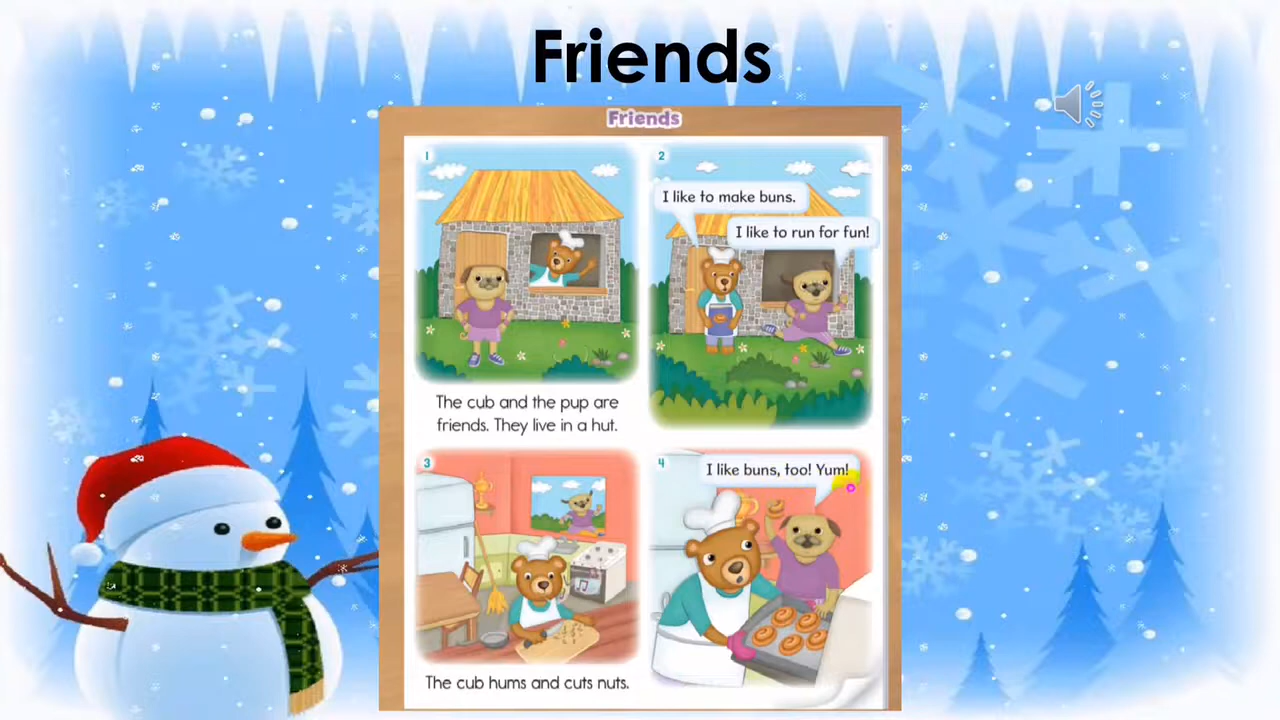 Friends
Friends
1
The cub and the pup are
friends. They live in a hut.
2
I like to make buns.
I like to run for fun!
3
The cub hums and cuts nuts.
4
I like buns, too! Yum!